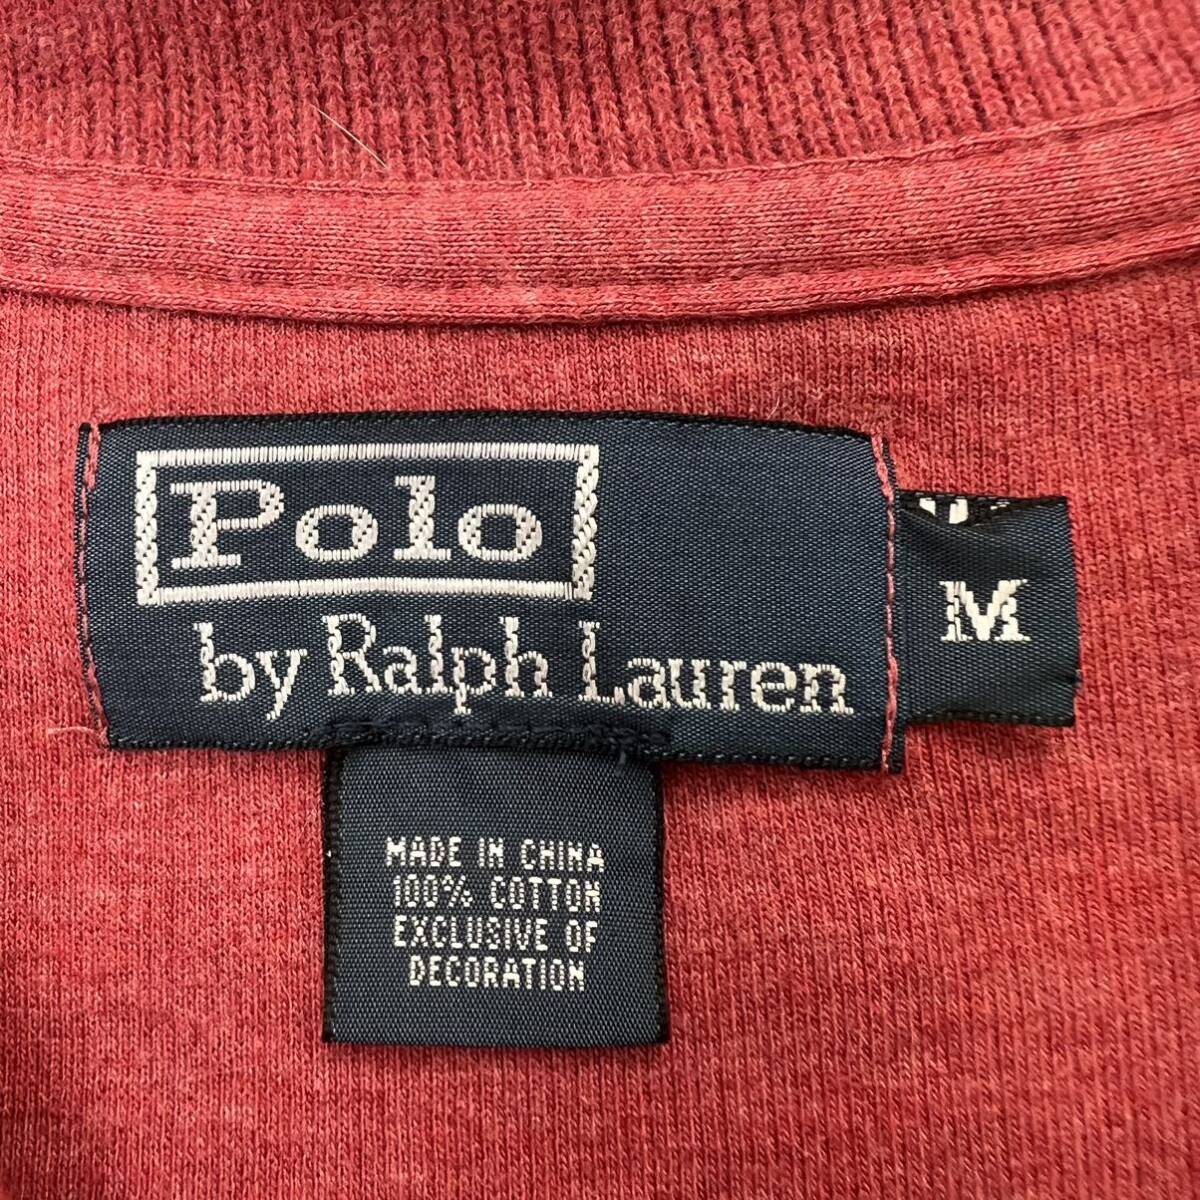 Polo
by Ralph Lauren
M
MADE IN CHINA
100% COTTON
EXCLUSIVE OF
DECORATION